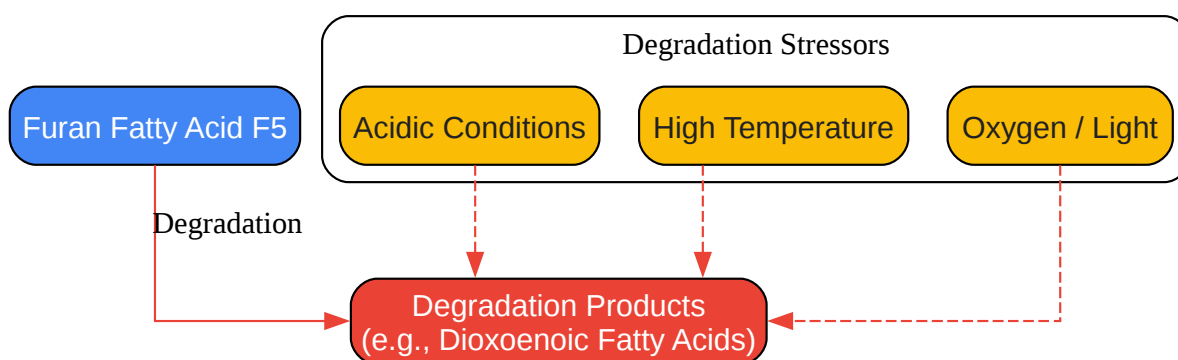 Degradation Stressors
Furan Fatty Acid F5
Acidic Conditions
High Temperature
Oxygen / Light
Degradation
Degradation Products
(e.g., Dioxoenoic Fatty Acids)